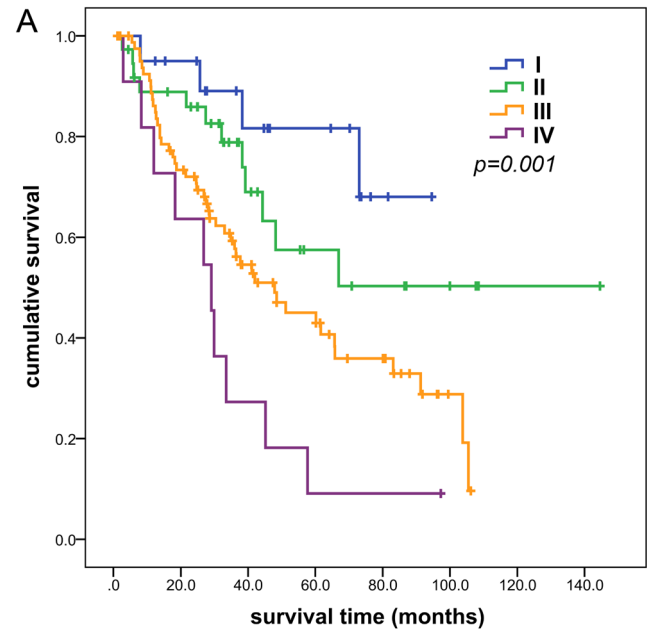 A
1.0
0.8
0.6
0.4
0.2
0.0
cumulative survival
I
II
III
IV
p=0.001
.0 20.0 40.0 60.0 80.0 100.0 120.0 140.0
survival time (months)